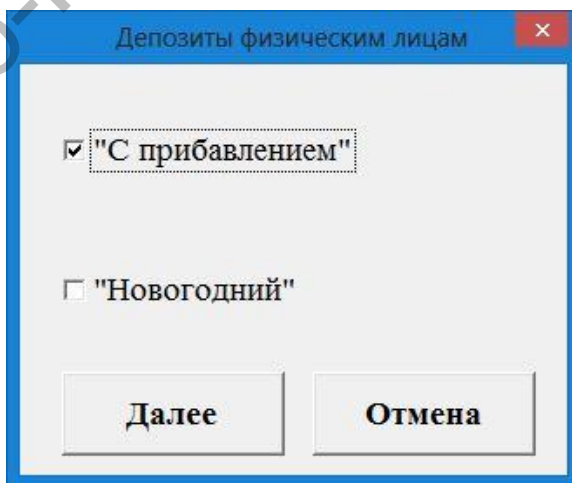 Депозиты физическим лицам
"С прибавлением"
"Новогодний"
Далее
Отмена